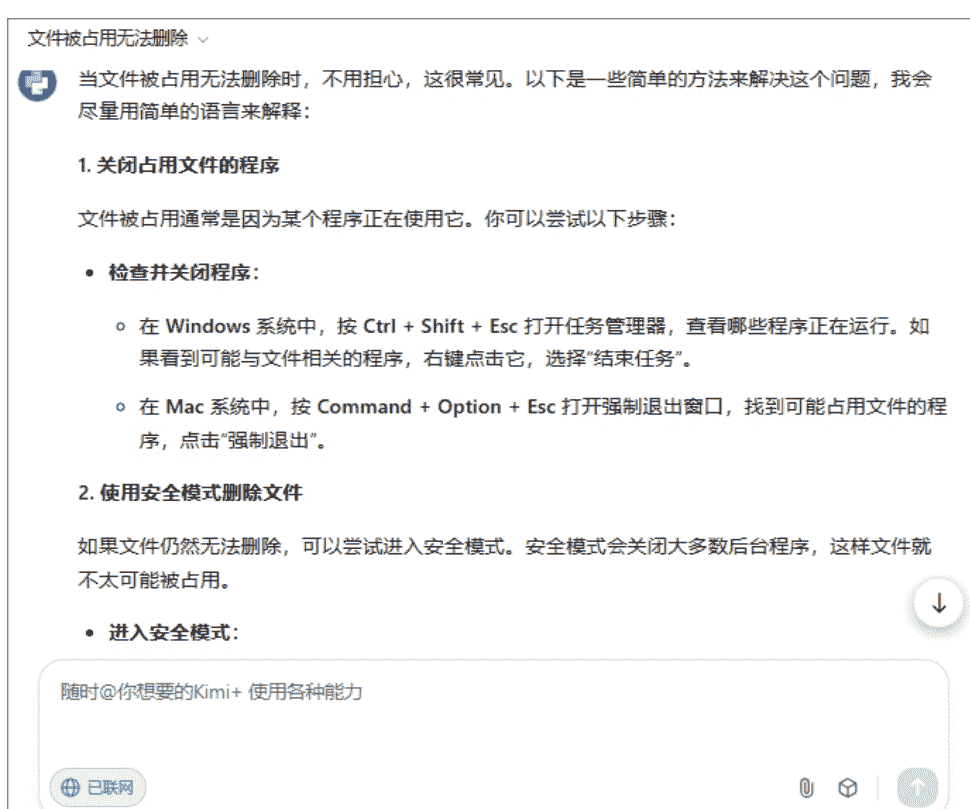 文件被占用无法删除
当文件被占用无法删除时，不用担心，这很常见。以下是一些简单的方法来解决这个问题，我会
尽量用简单的语言来解释：
1. 关闭占用文件的程序
文件被占用通常是因为某个程序正在使用它。你可以尝试以下步骤：
• 检查并关闭程序：
○ 在 Windows 系统中，按 Ctrl + Shift + Esc 打开任务管理器，查看哪些程序正在运行。如
果看到可能与文件相关的程序，右键点击它，选择“结束任务”。
○ 在 Mac 系统中，按 Command + Option + Esc 打开强制退出窗口，找到可能占用文件的程
序，点击“强制退出”。
2. 使用安全模式删除文件
如果文件仍然无法删除，可以尝试进入安全模式。安全模式会关闭大多数后台程序，这样文件就
不太可能被占用。
• 进入安全模式：
随时@你想要的Kimi+ 使用各种能力
已联网